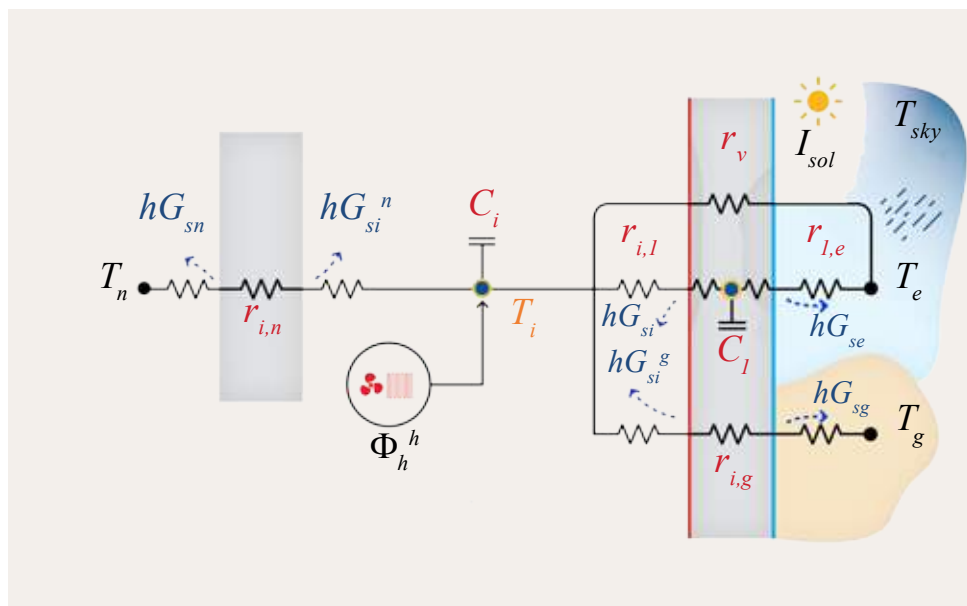 T_sky
I_sol
r_v
hG_sn
hG_si^n
C_i
r_i,1
r_1,e
T_n
T_e
r_i,n
T_i
hG_si
C_1
hG_se
hG_si^g
hG_sg
T_g
Φ_h^h
r_i,g